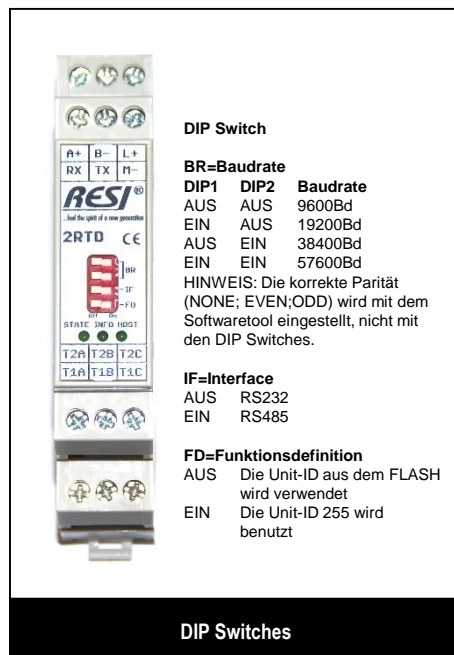 A+ B- L+
RX TX M-
RESI®
...feel the spirit of a new generation
2RTD CE
BR
IF
FD
Off On
STATE INFO HOST
T2A T2B T2C
T1A T1B T1C
DIP Switch
BR=Baudrate
DIP1 DIP2 Baudrate
AUS AUS 9600Bd
EIN AUS 19200Bd
AUS EIN 38400Bd
EIN EIN 57600Bd
HINWEIS: Die korrekte Parität
(NONE; EVEN;ODD) wird mit dem
Softwaretool eingestellt, nicht mit
den DIP Switches.
IF=Interface
AUS RS232
EIN RS485
FD=Funktionsdefinition
AUS Die Unit-ID aus dem FLASH
wird verwendet
EIN Die Unit-ID 255 wird
benutzt
DIP Switches